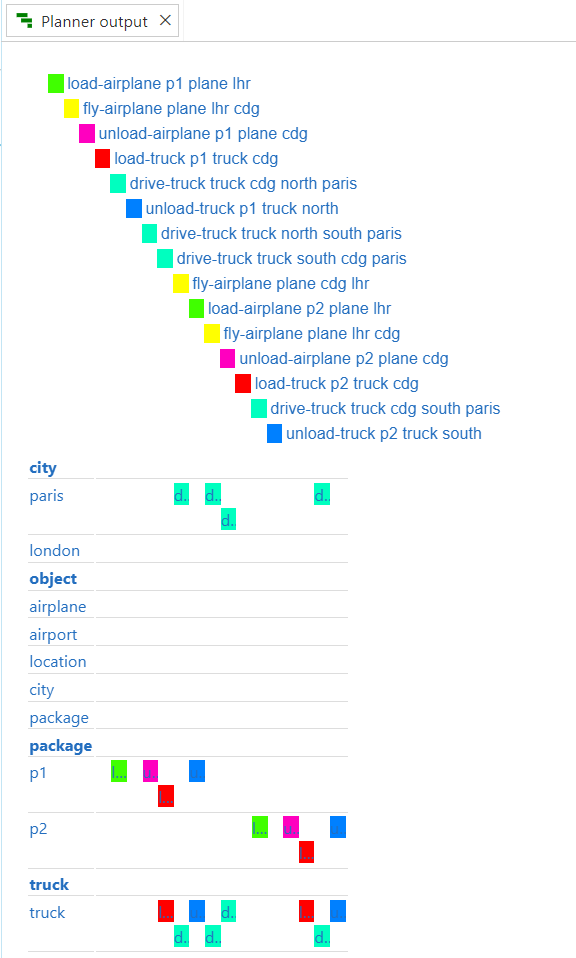 Planner output
load-airplane p1 plane lhr
fly-airplane plane lhr cdg
unload-airplane p1 plane cdg
load-truck p1 truck cdg
drive-truck truck cdg north paris
unload-truck p1 truck north
drive-truck truck north south paris
drive-truck truck south cdg paris
fly-airplane plane cdg lhr
load-airplane p2 plane lhr
fly-airplane plane lhr cdg
unload-airplane p2 plane cdg
load-truck p2 truck cdg
drive-truck truck cdg south paris
unload-truck p2 truck south
city
paris d.. d.. d..
d..
london
object
airplane
airport
location
city
package
package
p1 l... u..
l...
p2 l... u..
l...
truck
truck l... d.. l...
d.. d.. d..